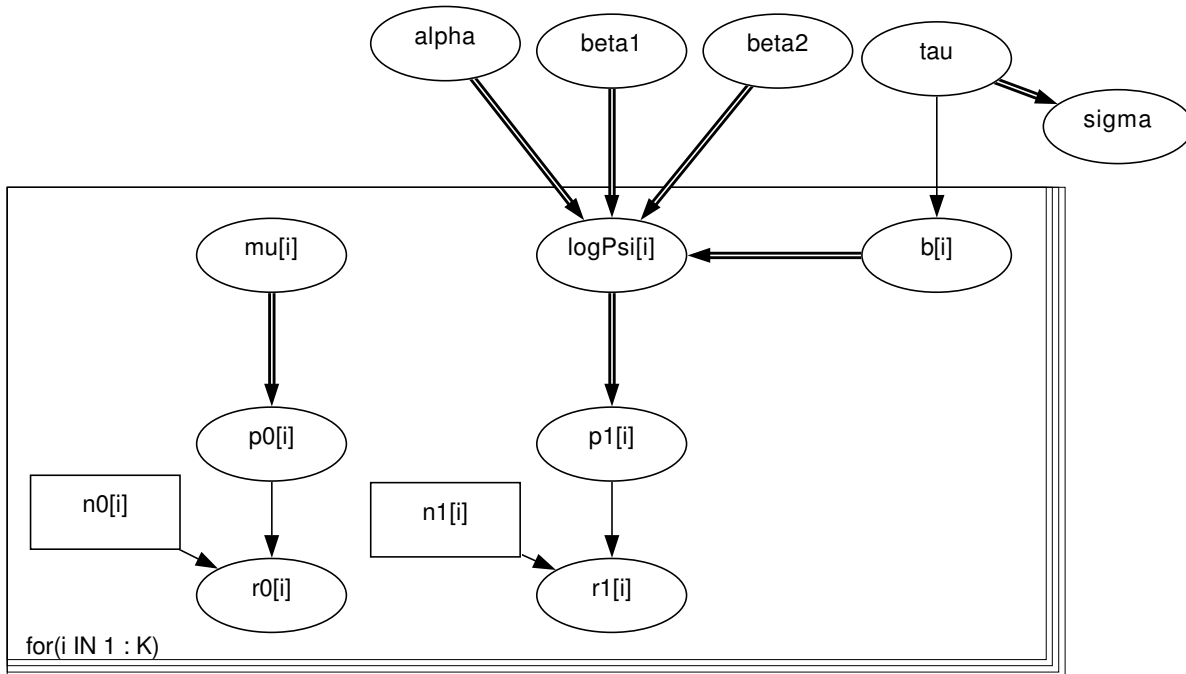 alpha
beta1
beta2
tau
sigma
mu[i]
logPsi[i]
b[i]
p0[i]
p1[i]
n0[i]
n1[i]
r0[i]
r1[i]
for(i IN 1 : K)